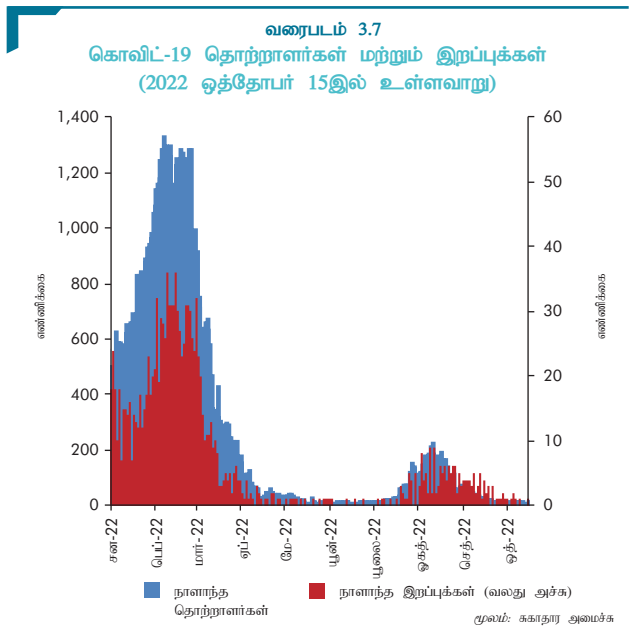 வரைபடம் 3.7
கொவிட்-19 தொற்றாளர்கள் மற்றும் இறப்புக்கள்
(2022 ஒத்தோபர் 15இல் உள்ளவாறு)
1,400
1,200
1,000
800
600
400
200
0
எண்ணிக்கை
60
50
40
30
20
10
0
எண்ணிக்கை
சன-22
பெப்-22
மார்-22
ஏப்-22
மே-22
யூன்-22
யூலை-22
ஓகத்-22
செத்-22
ஒத்-22
நாளாந்த
தொற்றாளர்கள்
நாளாந்த இறப்புக்கள் (வலது அச்சு)
மூலம்: சுகாதார அமைச்சு